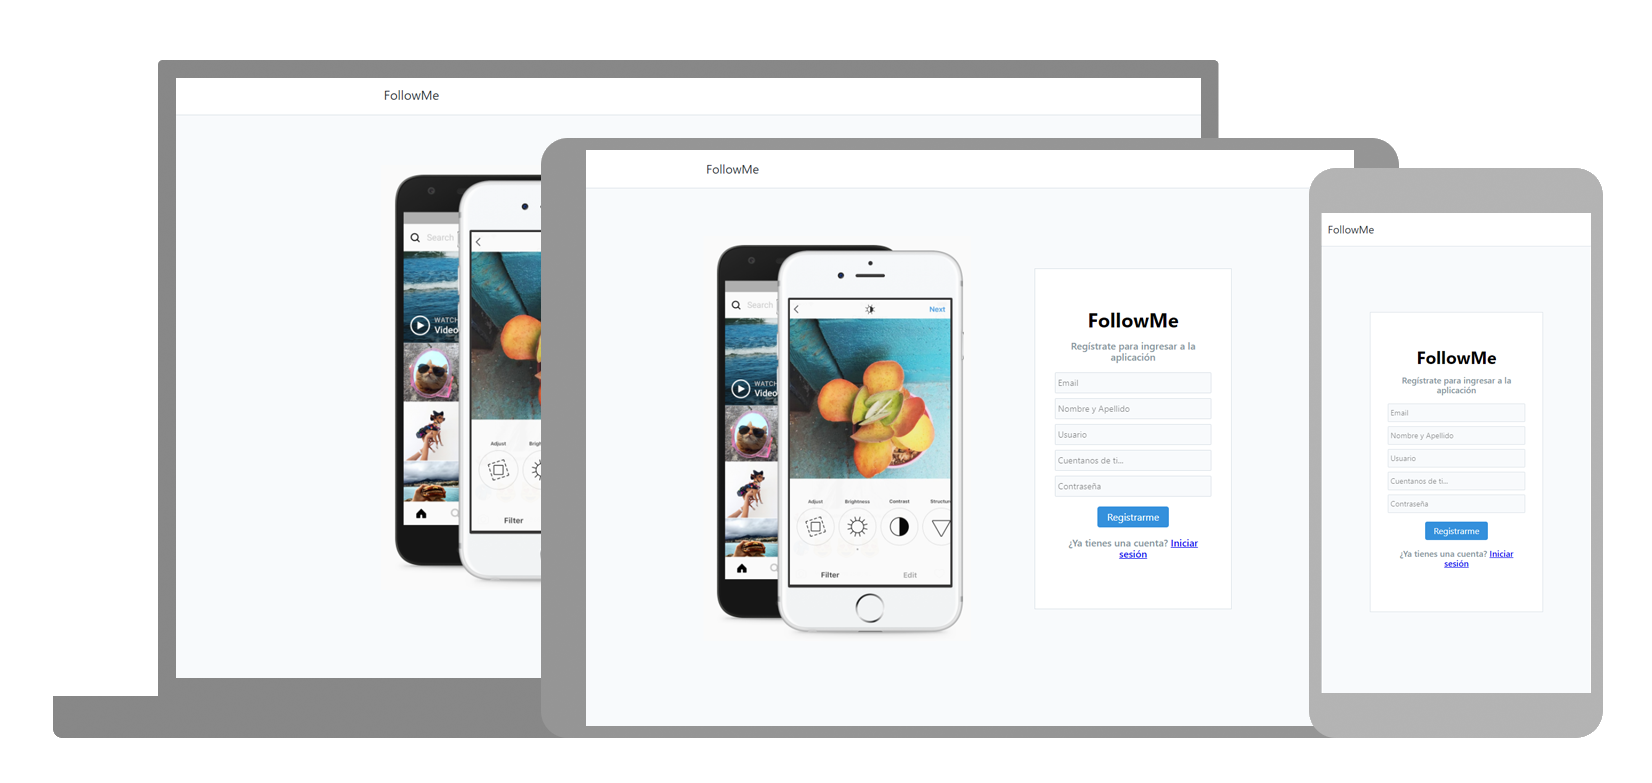 FollowMe
Search
WATC
Video
Adjust
Brigh
Filter
FollowMe
Search
WATCH
Video
Next
Adjust
Brightness
Contrast
Structur
Filter
Edit
FollowMe
Regístrate para ingresar a la
aplicación
Email
Nombre y Apellido
Usuario
Cuentanos de ti...
Contraseña
Registrarme
¿Ya tienes una cuenta? Iniciar
sesión
FollowMe
FollowMe
Regístrate para ingresar a la
aplicación
Email
Nombre y Apellido
Usuario
Cuentanos de ti...
Contraseña
Registrarme
¿Ya tienes una cuenta? Iniciar
sesión